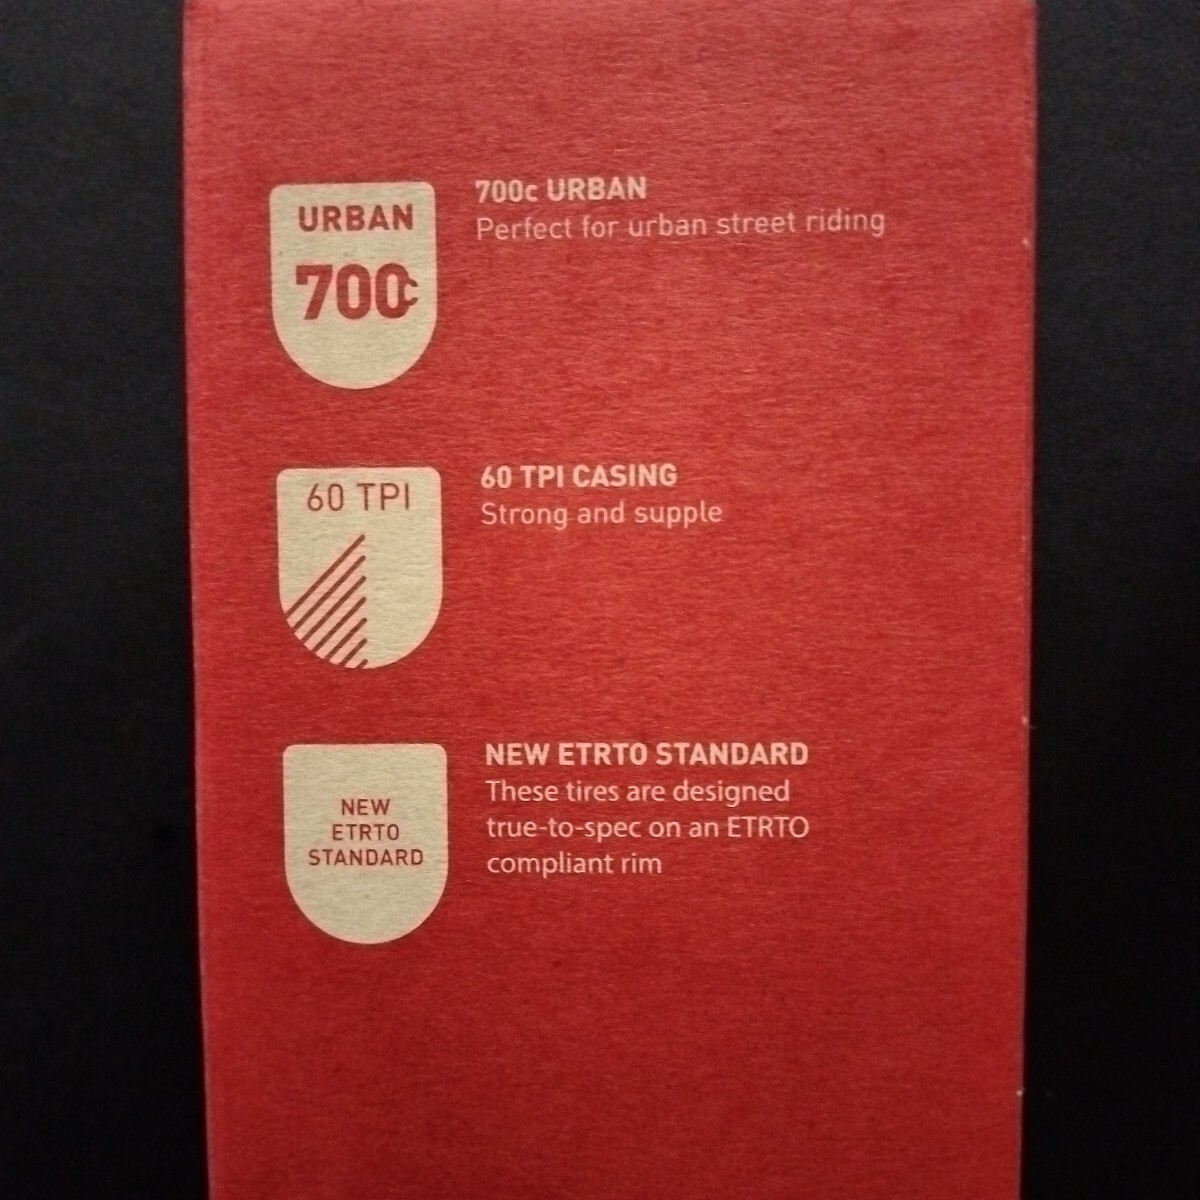 URBAN
700c
700c URBAN
Perfect for urban street riding
60 TPI
60 TPI CASING
Strong and supple
NEW
ETRTO
STANDARD
NEW ETRTO STANDARD
These tires are designed
true-to-spec on an ETRTO
compliant rim